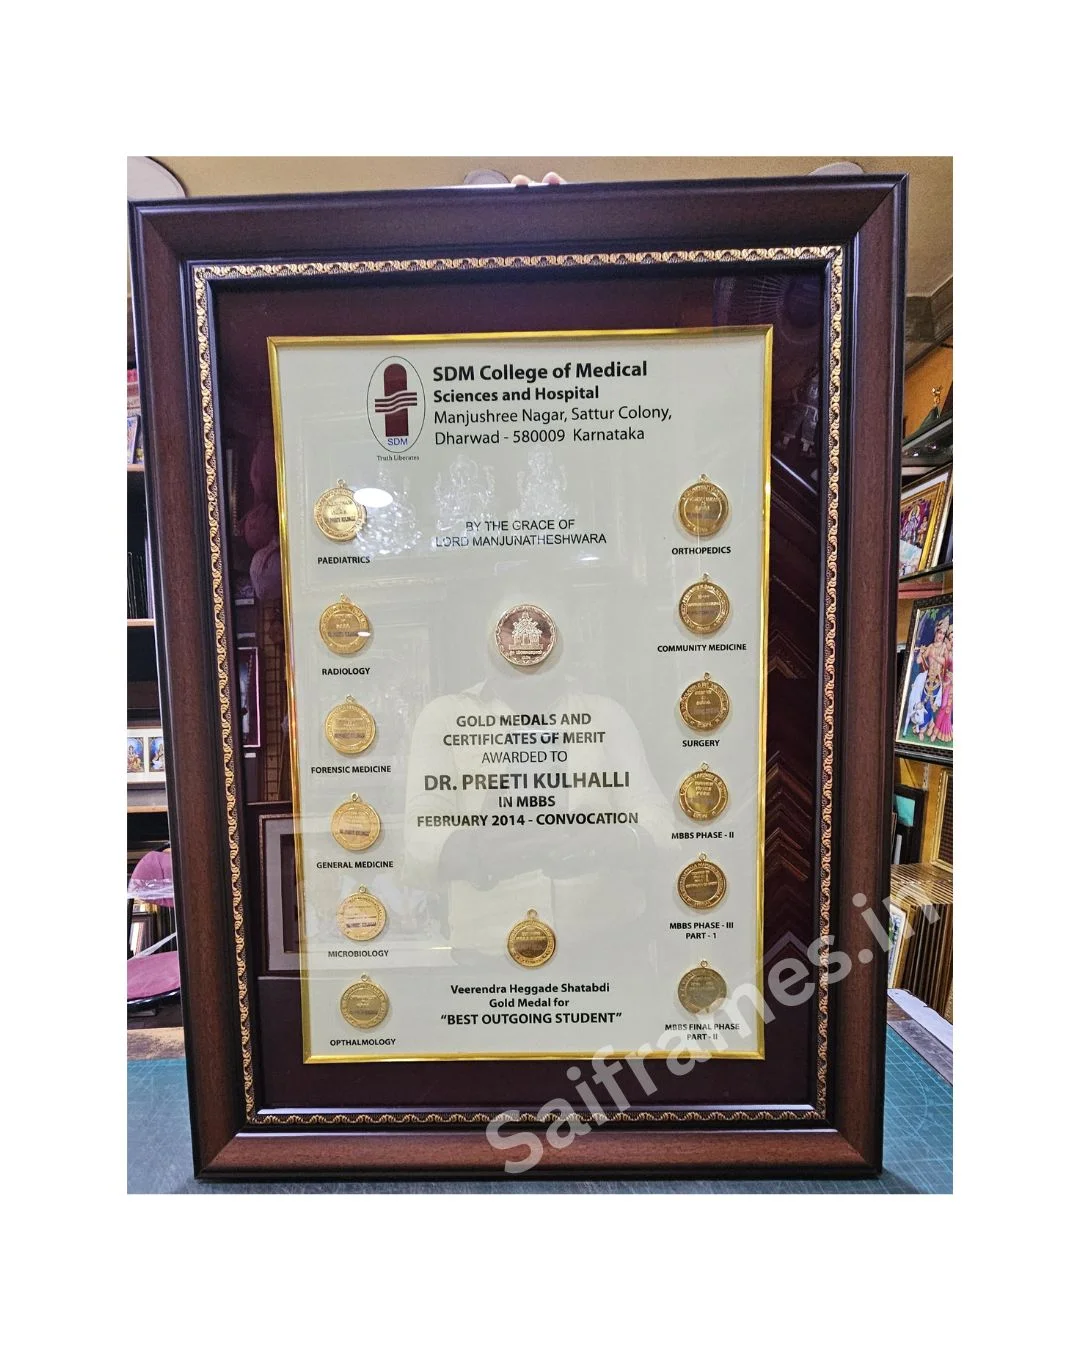 SDM College of Medical
Sciences and Hospital
Manjushree Nagar, Sattur Colony,
Dharwad - 580009 Karnataka
SDM
Truth Liberates
BY THE GRACE OF
LORD MANJUNATHESHWARA
PAEDIATRICS
RADIOLOGY
FORENSIC MEDICINE
GENERAL MEDICINE
MICROBIOLOGY
OPTHALMOLOGY
GOLD MEDALS AND
CERTIFICATES OF MERIT
AWARDED TO
DR. PREETI KULHALLI
IN MBBS
FEBRUARY 2014 - CONVOCATION
Veerendra Heggade Shatabdi
Gold Medal for
“BEST OUTGOING STUDENT”
ORTHOPEDICS
COMMUNITY MEDICINE
SURGERY
MBBS PHASE - II
MBBS PHASE - III
PART - 1
MBBS FINAL PHASE
PART - II
Saiframes.in